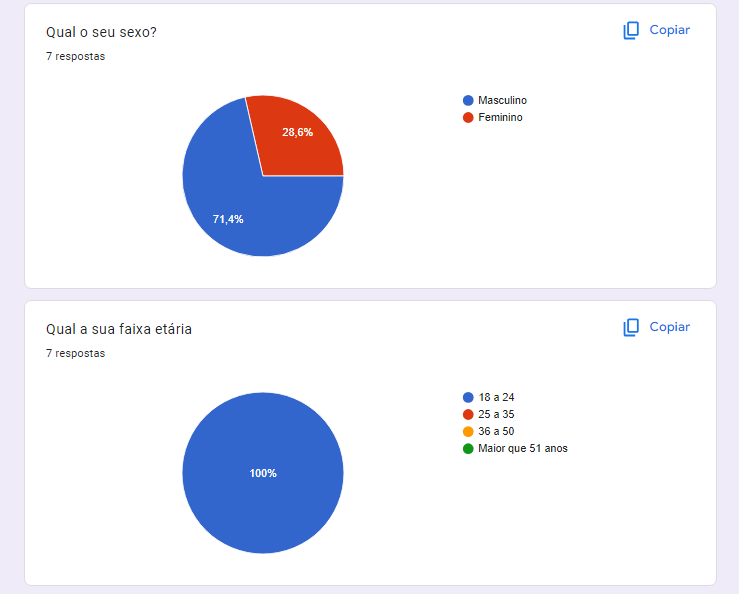 Qual o seu sexo?
Copiar
7 respostas
28,6%
71,4%
Masculino
Feminino
Qual a sua faixa etária
Copiar
7 respostas
100%
18 a 24
25 a 35
36 a 50
Maior que 51 anos